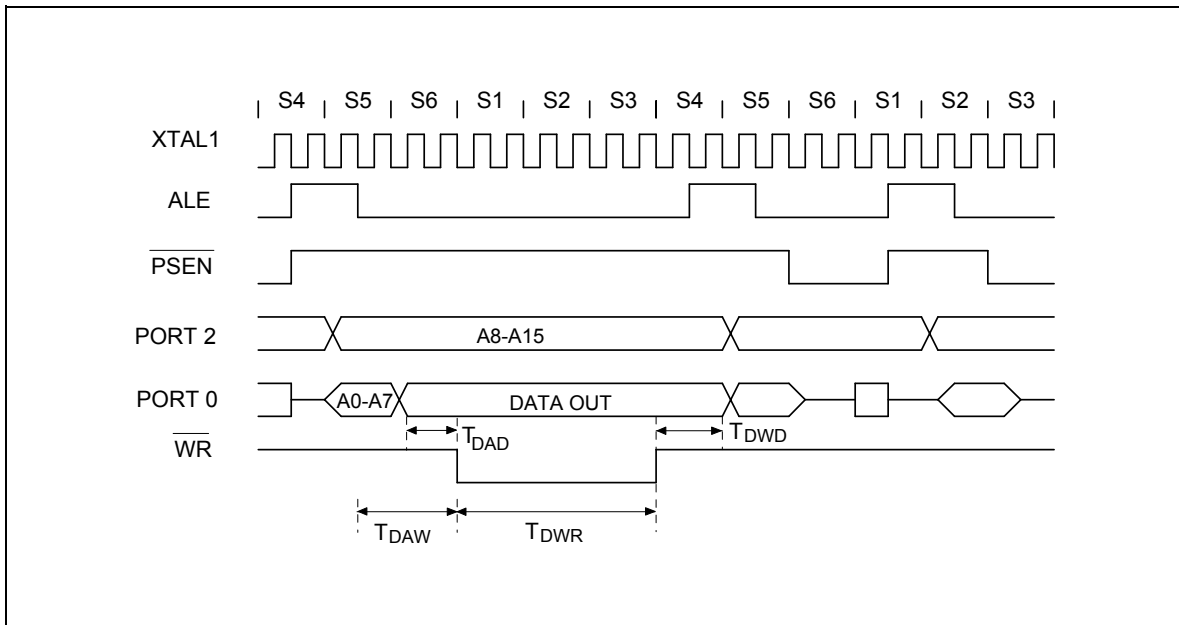 S4 S5 S6 S1 S2 S3 S4 S5 S6 S1 S2 S3
XTAL1
ALE
PSEN
PORT 2 A8-A15
PORT 0 A0-A7 DATA OUT
TDAD TDWD
WR
TDAW TDWR